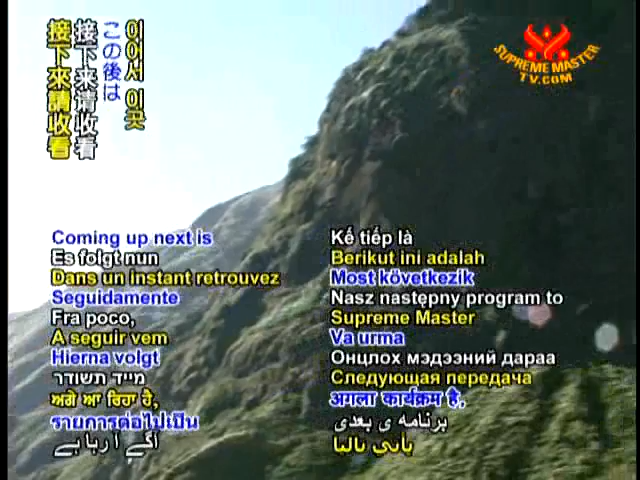 接下來請收看
接下来请收看
この後は
이어서 이곳
SUPREME MASTER
TV.COM
Coming up next is
Es folgt nun
Dans un instant retrouvez
Seguidamente
Fra poco,
A seguir vem
Hierna volgt
מייד תשודר
ਅਗੇ ਆ ਰਿਹਾ ਹੈ,
รายการต่อไปเป็น
آگے آ رہا ہے
Kế tiếp là
Berikut ini adalah
Most következik
Nasz następny program to
Supreme Master
Va urma
Онцлох мэдээний дараа
Следующая передача
अगला कार्यक्रम है,
برنامه ی بعدی